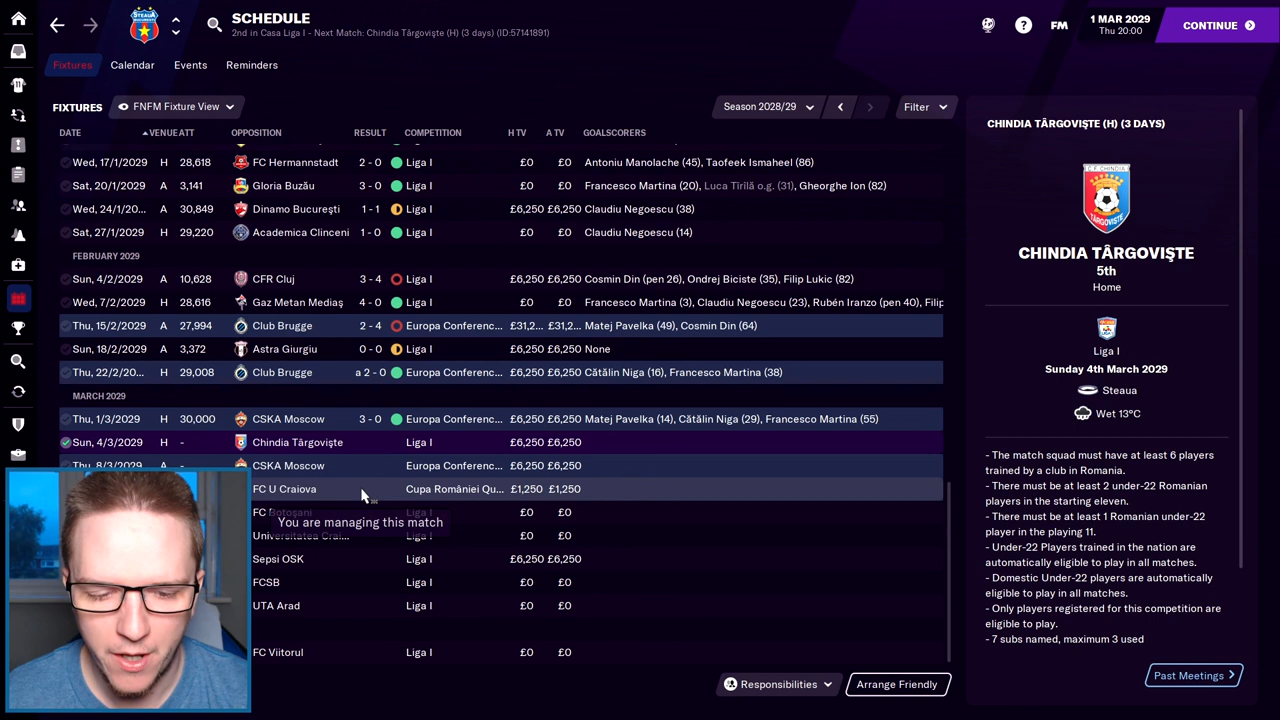 SCHEDULE
2nd in Casa Liga I - Next Match: Chindia Târgoviște (H) (3 days) (ID:57141891)
FM
1 MAR 2029
Thu 20:00
CONTINUE
Fixtures
Calendar
Events
Reminders
FIXTURES
FNFM Fixture View
Season 2028/29
Filter
DATE VENUE ATT OPPOSITION RESULT COMPETITION H TV A TV GOALSCORERS
Wed, 17/1/2029 H 28,618 FC Hermannstadt 2 - 0 Liga I £0 £0 Antoniu Manolache (45), Taofeek Ismaheel (86)
Sat, 20/1/2029 A 3,141 Gloria Buzău 3 - 0 Liga I £0 £0 Francesco Martina (20), Luca Tîrîlă o.g. (31), Gheorghe Ion (82)
Wed, 24/1/20... A 30,849 Dinamo București 1 - 1 Liga I £6,250 £6,250 Claudiu Negoescu (38)
Sat, 27/1/2029 H 29,220 Academica Clinceni 1 - 0 Liga I £0 £0 Claudiu Negoescu (14)
FEBRUARY 2029
Sun, 4/2/2029 A 10,628 CFR Cluj 3 - 4 Liga I £6,250 £6,250 Cosmin Din (pen 26), Ondrej Biciste (35), Filip Lukic (82)
Wed, 7/2/2029 H 28,616 Gaz Metan Mediaș 4 - 0 Liga I £0 £0 Francesco Martina (3), Claudiu Negoescu (23), Rubén Iranzo (pen 40), Filip
Thu, 15/2/2029 A 27,994 Club Brugge 2 - 4 Europa Conferenc... £31,2... £31,2... Matej Pavelka (49), Cosmin Din (64)
Sun, 18/2/2029 A 3,372 Astra Giurgiu 0 - 0 Liga I £6,250 £6,250 None
Thu, 22/2/20... H 29,008 Club Brugge a 2 - 0 Europa Conferenc... £6,250 £6,250 Cătălin Niga (16), Francesco Martina (38)
MARCH 2029
Thu, 1/3/2029 H 30,000 CSKA Moscow 3 - 0 Europa Conferenc... £6,250 £6,250 Matej Pavelka (14), Cătălin Niga (29), Francesco Martina (55)
Sun, 4/3/2029 H - Chindia Târgoviște Liga I £6,250 £6,250
Thu, 8/3/2029 A - CSKA Moscow Europa Conferenc... £6,250 £6,250
FC U Craiova Cupa României Qu... £1,250 £1,250
FC Botoșani Liga I £0 £0
You are managing this match
Universitatea Crai... Liga I £0 £0
Sepsi OSK Liga I £6,250 £6,250
FCSB Liga I £0 £0
UTA Arad Liga I £0 £0
FC Viitorul Liga I £0 £0
Responsibilities
Arrange Friendly
CHINDIA TÂRGOVIȘTE (H) (3 DAYS)
CHINDIA TÂRGOVIȘTE
5th
Home
Liga I
Sunday 4th March 2029
Steaua
Wet 13°C
- The match squad must have at least 6 players
trained by a club in Romania.
- There must be at least 2 under-22 Romanian
players in the starting eleven.
- There must be at least 1 Romanian under-22
player in the playing 11.
- Under-22 Players trained in the nation are
automatically eligible to play in all matches.
- Domestic Under-22 players are automatically
eligible to play in all matches.
- Only players registered for this competition are
eligible to play.
- 7 subs named, maximum 3 used
Past Meetings